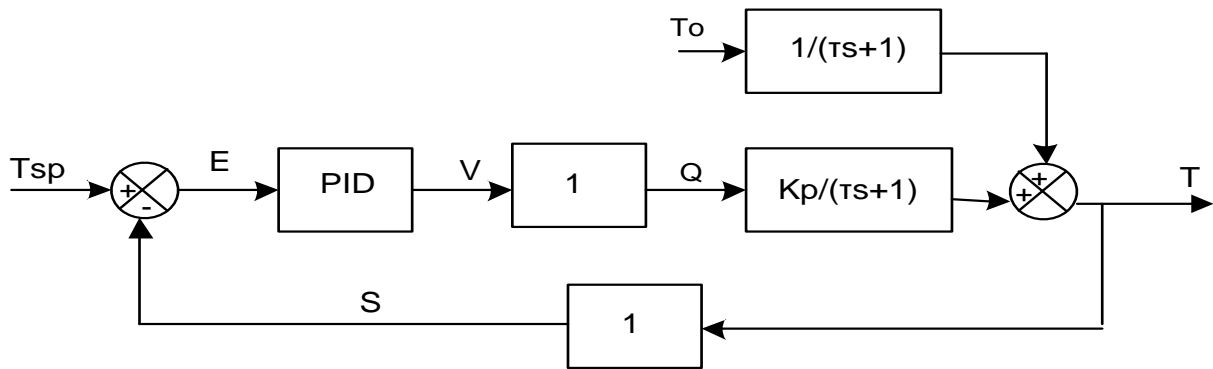 To
1/(τs+1)
Tsp
+
-
E
PID
V
1
Q
Kp/(τs+1)
+
+
T
S
1